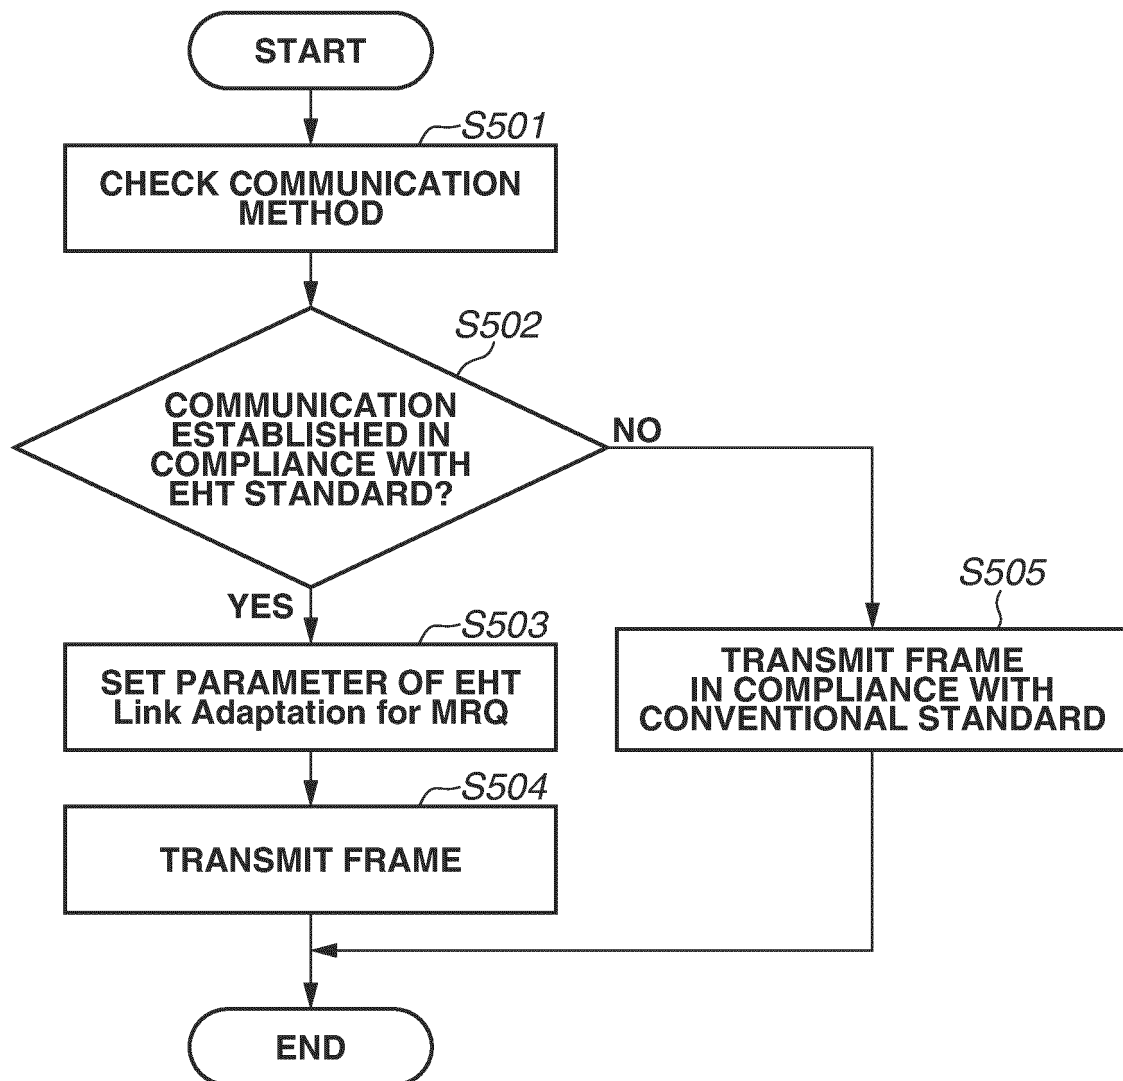 START
S501
CHECK COMMUNICATION
METHOD
S502
COMMUNICATION
ESTABLISHED IN
COMPLIANCE WITH
EHT STANDARD?
NO
YES
S503
SET PARAMETER OF EHT
Link Adaptation for MRQ
S504
TRANSMIT FRAME
S505
TRANSMIT FRAME
IN COMPLIANCE WITH
CONVENTIONAL STANDARD
END